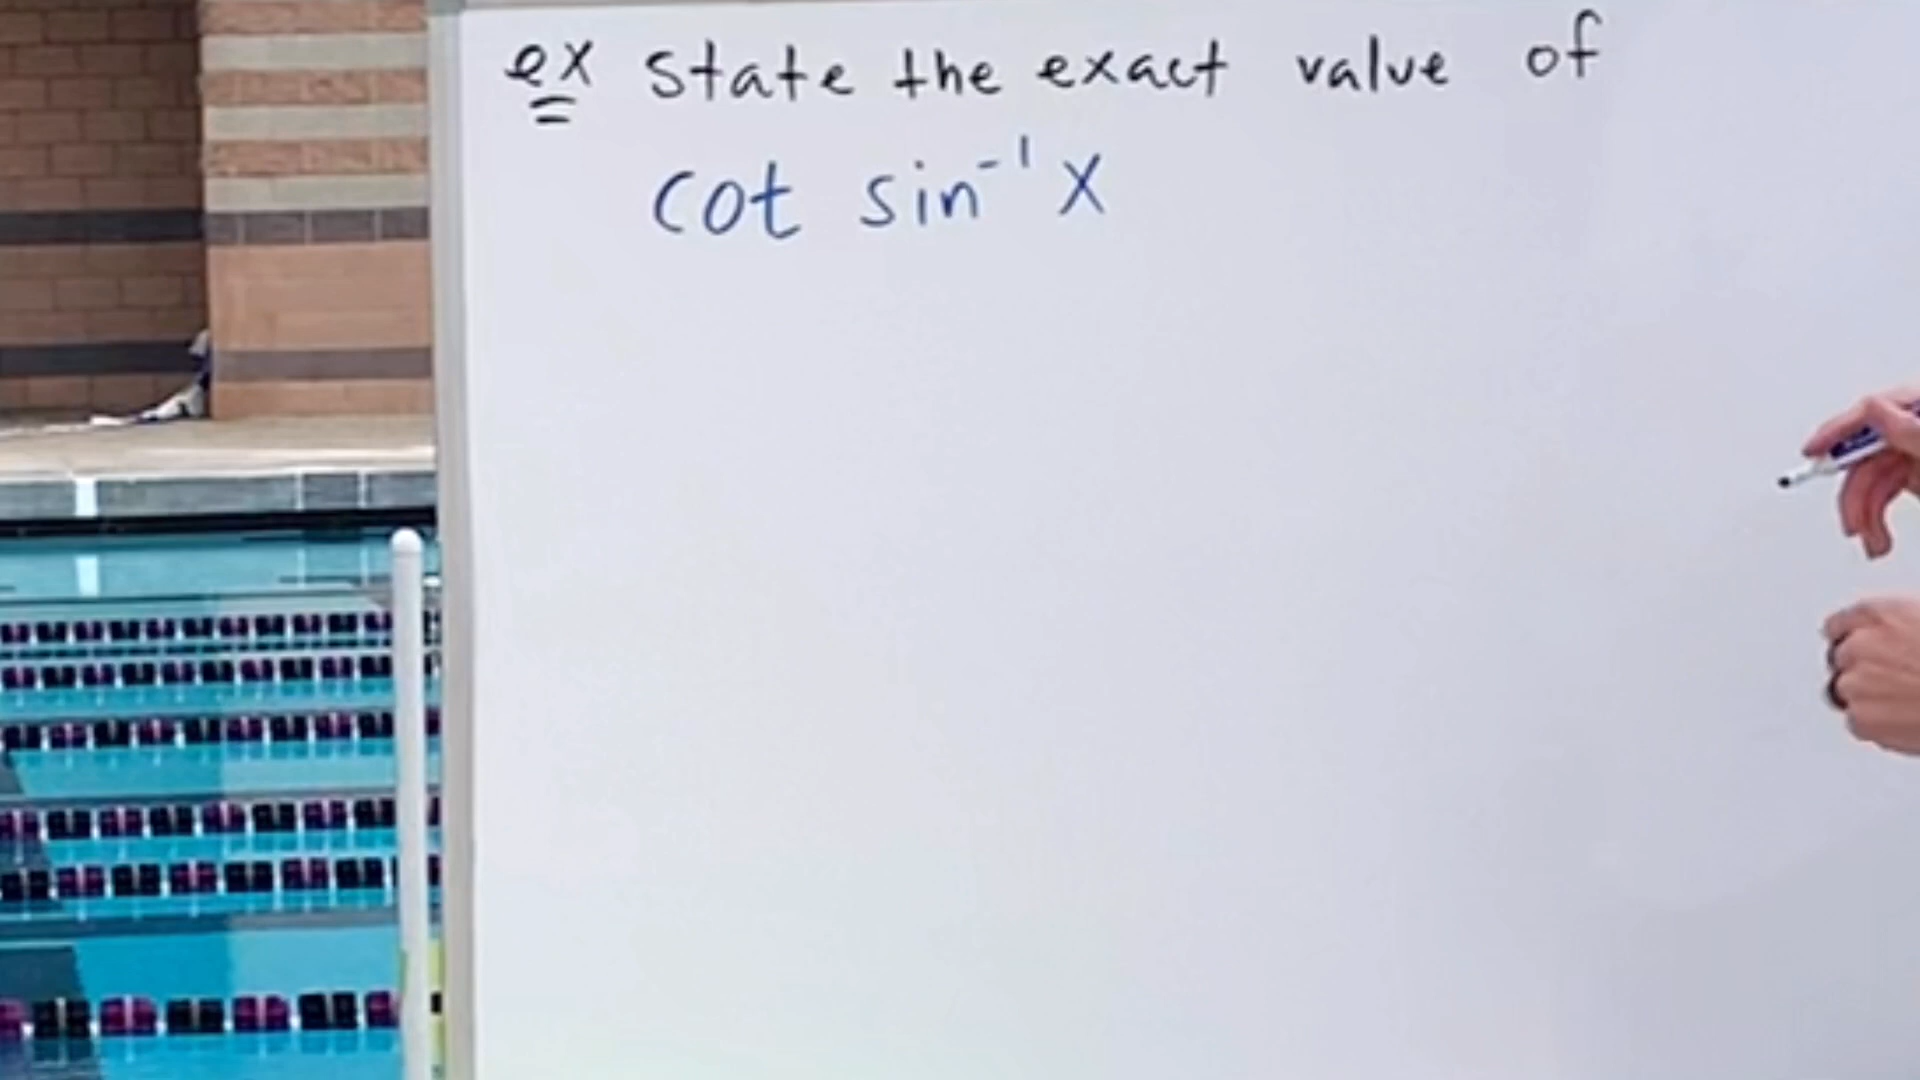 ex State the exact value of
cot sin⁻¹ x